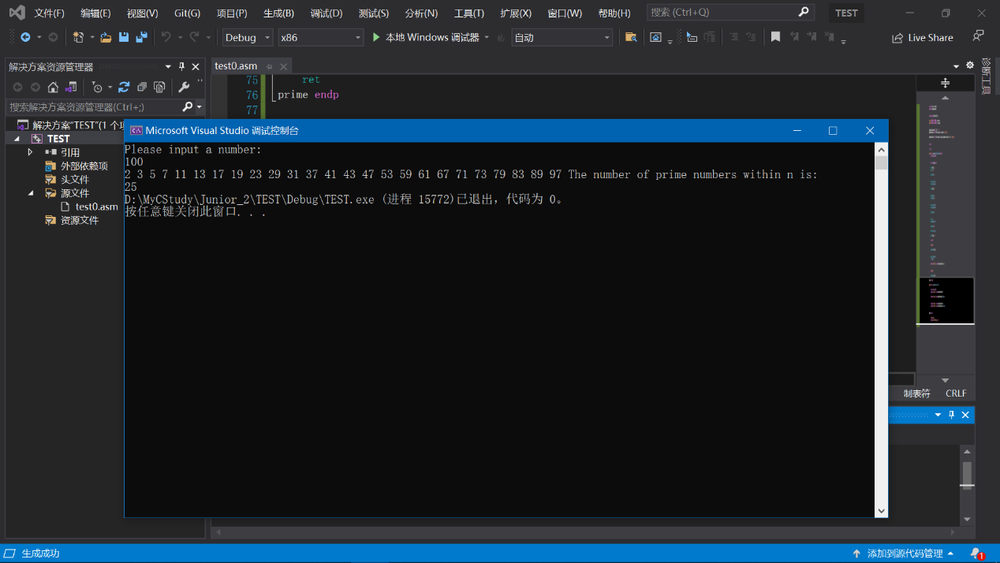 文件(F) 编辑(E) 视图(V) Git(G) 项目(P) 生成(B) 调试(D) 测试(S) 分析(N) 工具(T) 扩展(X) 窗口(W) 帮助(H) 搜索 (Ctrl+Q) TEST
Debug x86 本地 Windows 调试器 自动 Live Share
解决方案资源管理器
搜索解决方案资源管理器(Ctrl+;)
解决方案"TEST"(1 个项
TEST
引用
外部依赖项
头文件
源文件
test0.asm
资源文件
test0.asm
75 ret
76 prime endp
77
诊断工具
Microsoft Visual Studio 调试控制台
Please input a number:
100
2 3 5 7 11 13 17 19 23 29 31 37 41 43 47 53 59 61 67 71 73 79 83 89 97 The number of prime numbers within n is:
25
D:\MyCStudy\Junior_2\TEST\Debug\TEST.exe (进程 15772)已退出，代码为 0。
按任意键关闭此窗口. . .
制表符 CRLF
生成成功 添加到源代码管理 1